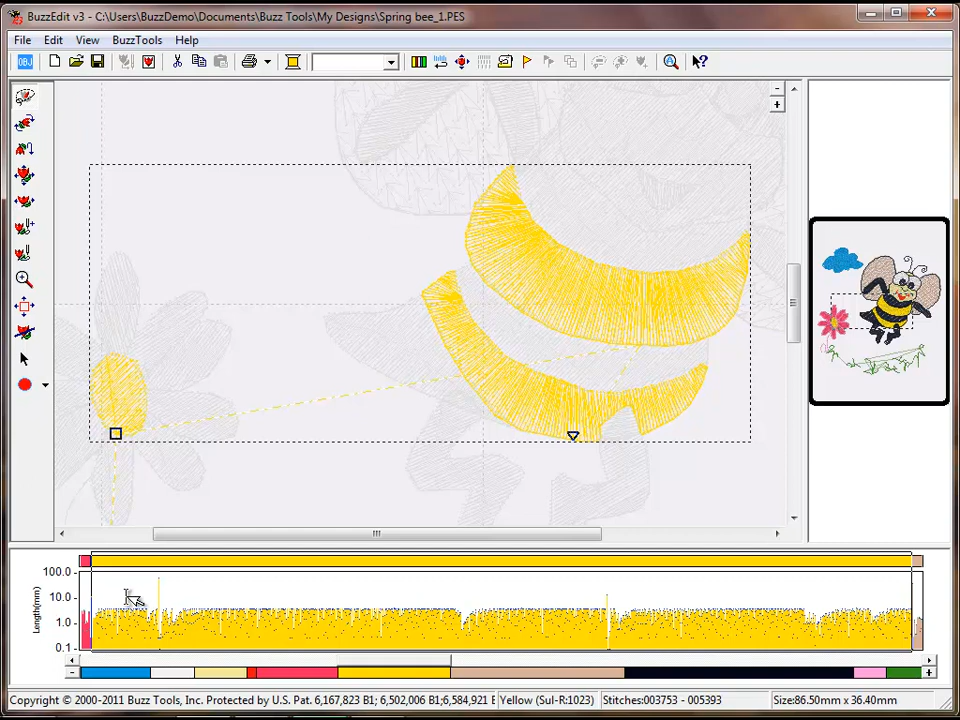 BuzzEdit v3 - C:\Users\BuzzDemo\Documents\Buzz Tools\My Designs\Spring bee_1.PES
File Edit View BuzzTools Help
OBJ
-
+
Length(mm)
100.0
10.0
1.0
0.1
- +
Copyright © 2000-2011 Buzz Tools, Inc. Protected by U.S. Pat. 6,167,823 B1; 6,502,006 B1;6,584,921 E Yellow (Sul-R:1023) Stitches:003753 - 005393 Size:86.50mm x 36.40mm